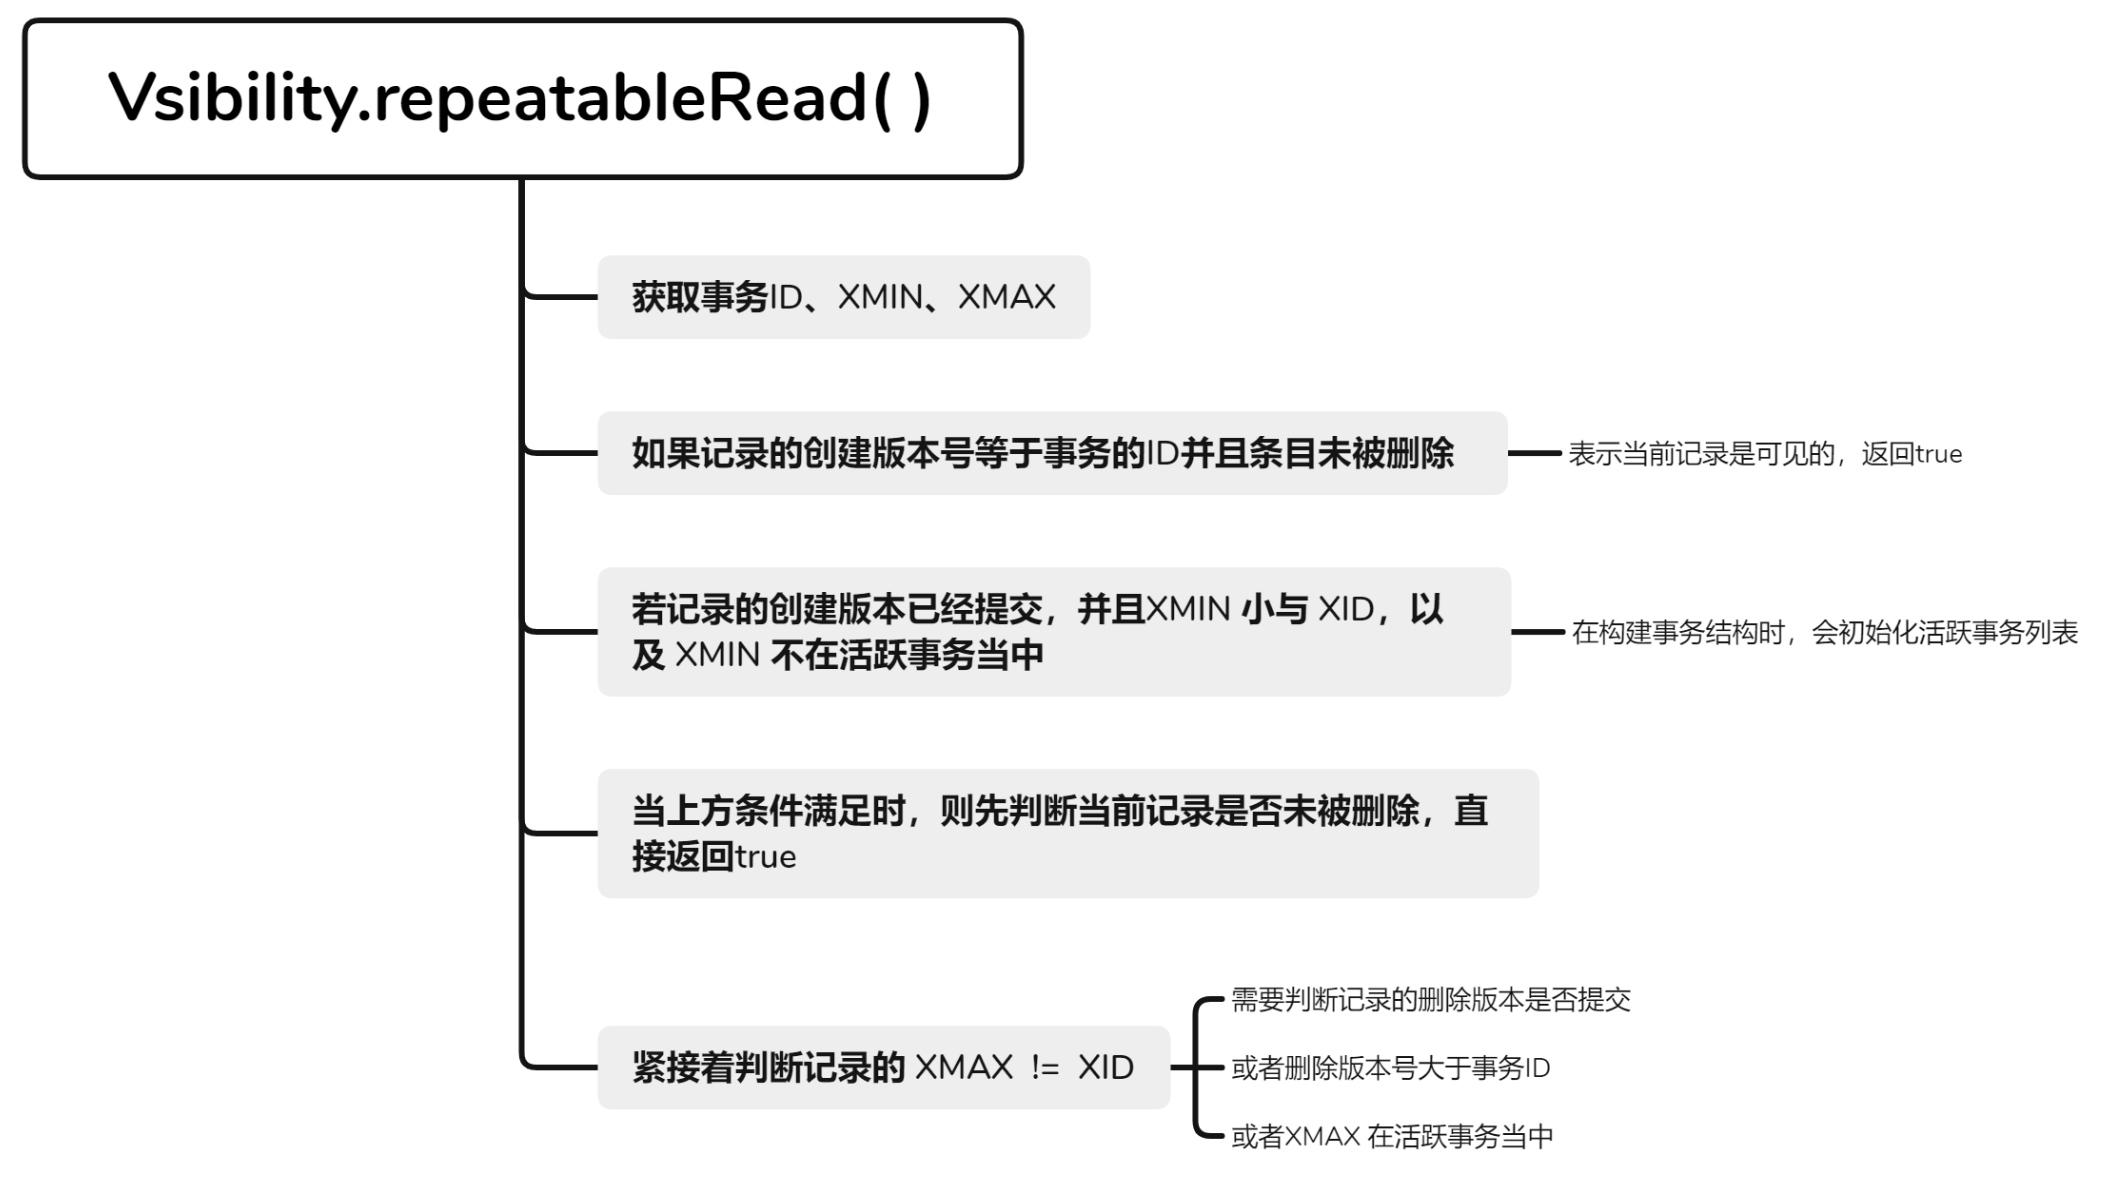 Vsibility.repeatableRead( )
获取事务ID、XMIN、XMAX
如果记录的创建版本号等于事务的ID并且条目未被删除
表示当前记录是可见的，返回true
若记录的创建版本已经提交，并且XMIN 小与 XID，以
及 XMIN 不在活跃事务当中
在构建事务结构时，会初始化活跃事务列表
当上方条件满足时，则先判断当前记录是否未被删除，直
接返回true
紧接着判断记录的 XMAX != XID
需要判断记录的删除版本是否提交
或者删除版本号大于事务ID
或者XMAX 在活跃事务当中